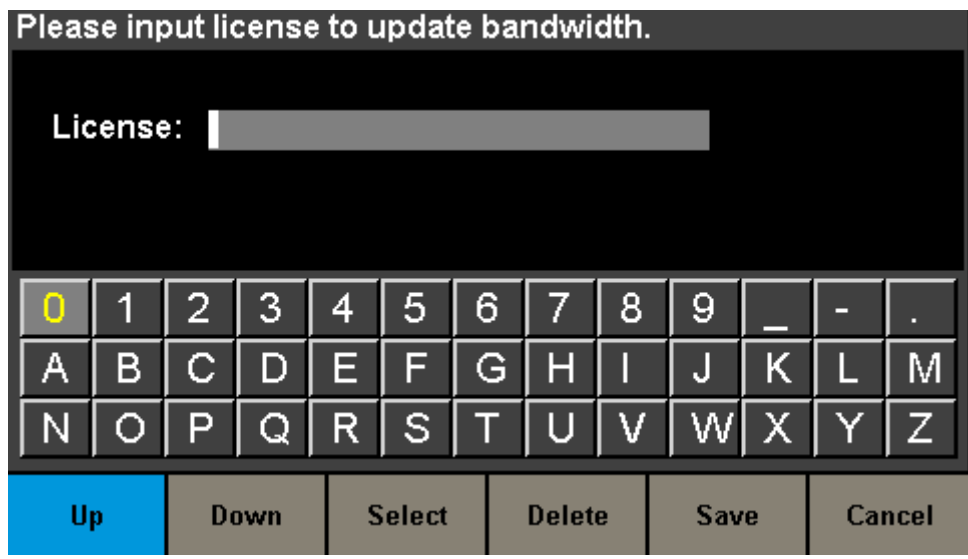 Please input license to update bandwidth.
License:
0 1 2 3 4 5 6 7 8 9 _ - .
A B C D E F G H I J K L M
N O P Q R S T U V W X Y Z
Up Down Select Delete Save Cancel